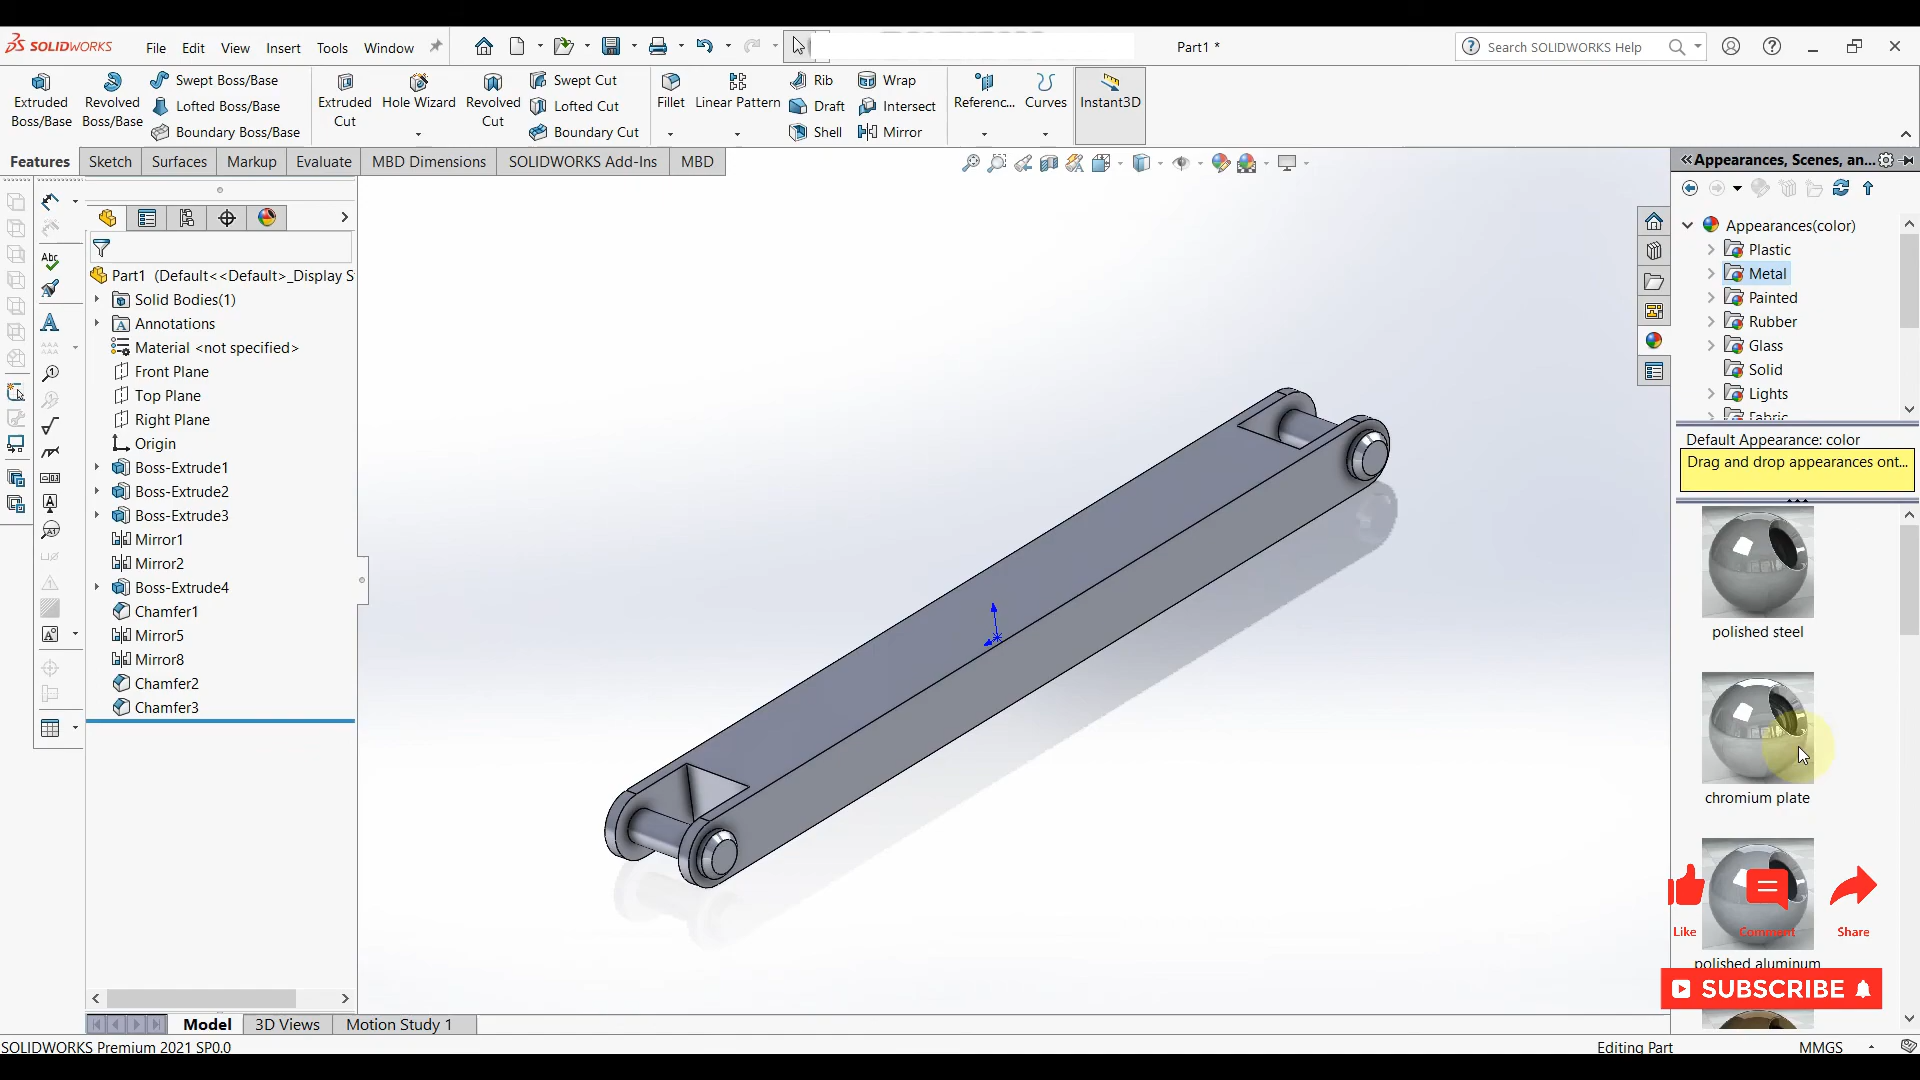 SOLIDWORKS
File Edit View Insert Tools Window
Part1 *
Search SOLIDWORKS Help
Extruded Boss/Base
Revolved Boss/Base
Swept Boss/Base
Lofted Boss/Base
Boundary Boss/Base
Extruded Cut
Hole Wizard
Revolved Cut
Swept Cut
Lofted Cut
Boundary Cut
Fillet
Linear Pattern
Rib
Draft
Shell
Wrap
Intersect
Mirror
Referenc...
Curves
Instant3D
Features Sketch Surfaces Markup Evaluate MBD Dimensions SOLIDWORKS Add-Ins MBD
Part1 (Default<<Default>_Display S
Solid Bodies(1)
Annotations
Material <not specified>
Front Plane
Top Plane
Right Plane
Origin
Boss-Extrude1
Boss-Extrude2
Boss-Extrude3
Mirror1
Mirror2
Boss-Extrude4
Chamfer1
Mirror5
Mirror8
Chamfer2
Chamfer3
Appearances, Scenes, an...
Appearances(color)
Plastic
Metal
Painted
Rubber
Glass
Solid
Lights
Fabric
Default Appearance: color
Drag and drop appearances ont...
polished steel
chromium plate
Like Comment Share
polished aluminum
SUBSCRIBE
Model 3D Views Motion Study 1
SOLIDWORKS Premium 2021 SP0.0
Editing Part
MMGS